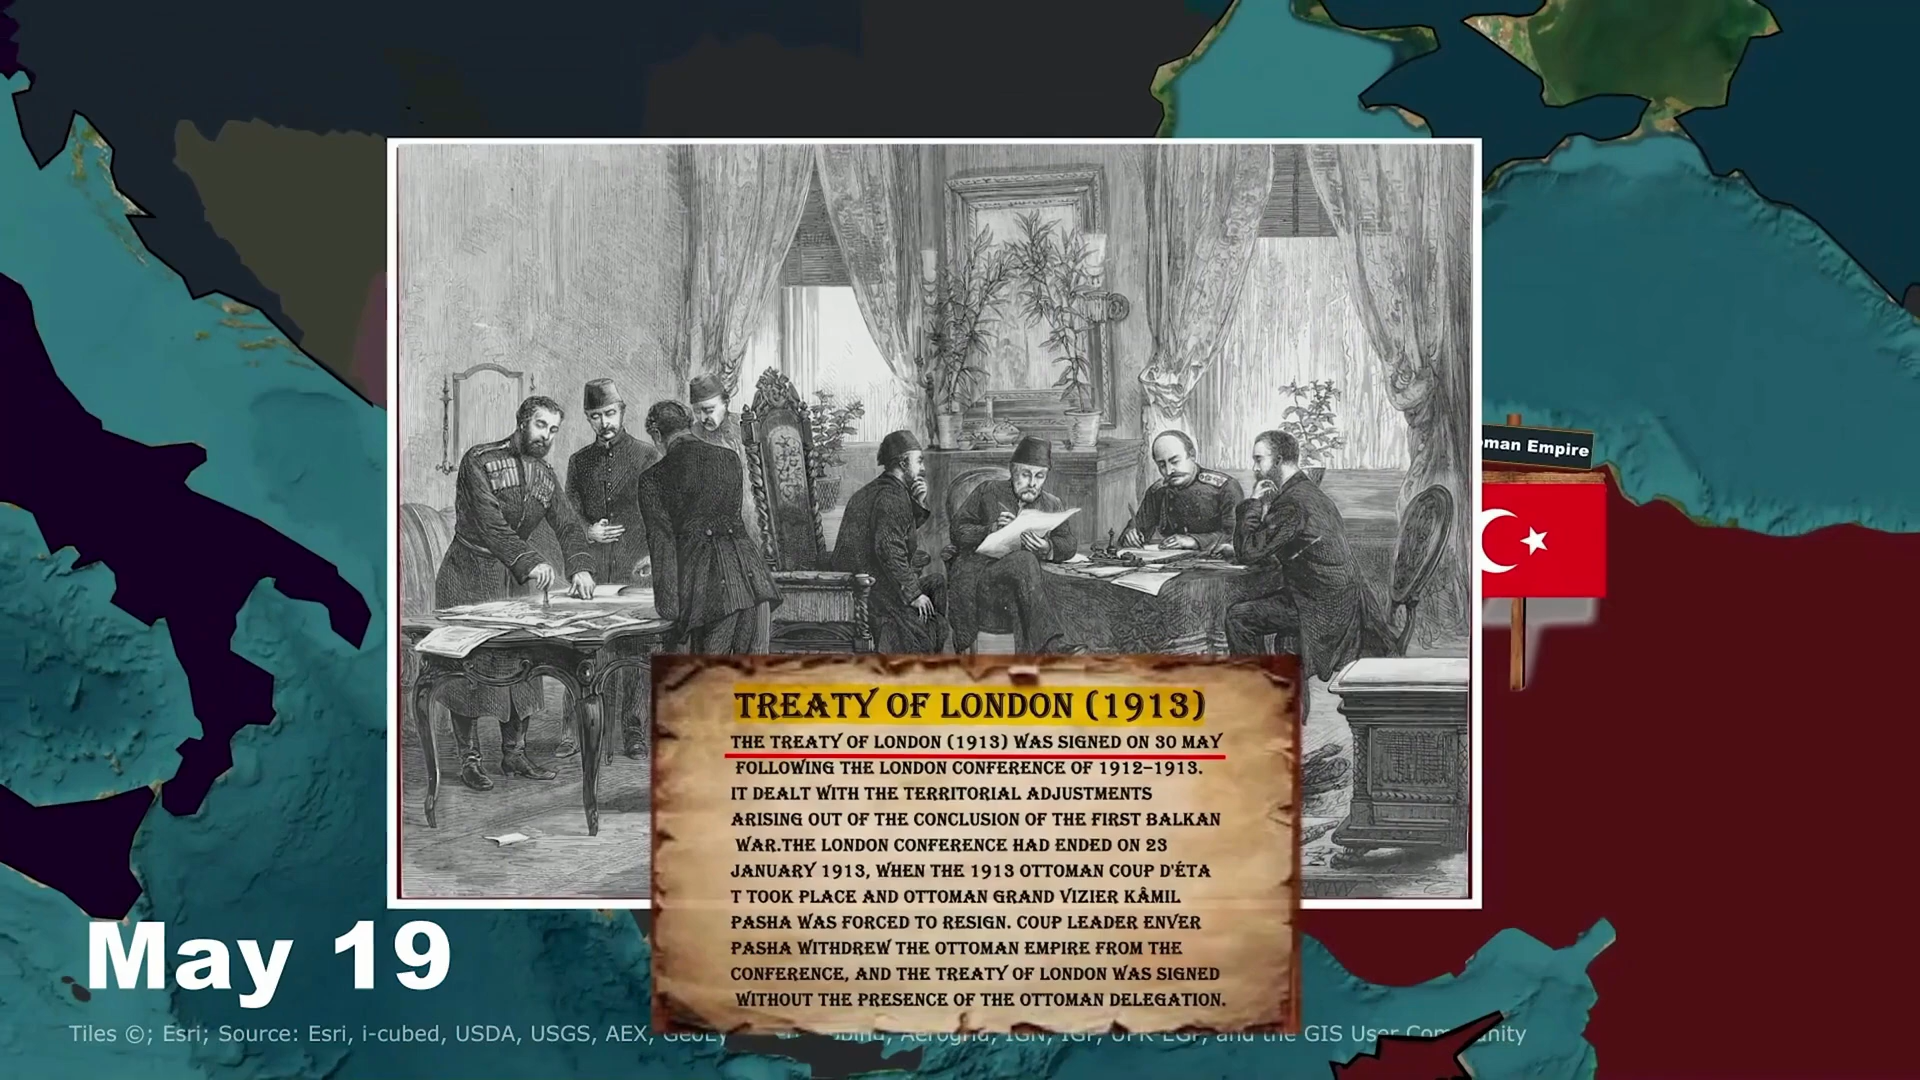 man Empire
TREATY OF LONDON (1913)
THE TREATY OF LONDON (1913) WAS SIGNED ON 30 MAY
FOLLOWING THE LONDON CONFERENCE OF 1912–1913.
IT DEALT WITH THE TERRITORIAL ADJUSTMENTS
ARISING OUT OF THE CONCLUSION OF THE FIRST BALKAN
WAR.THE LONDON CONFERENCE HAD ENDED ON 23
JANUARY 1913, WHEN THE 1913 OTTOMAN COUP D'ÉTA
T TOOK PLACE AND OTTOMAN GRAND VIZIER KÂMIL
PASHA WAS FORCED TO RESIGN. COUP LEADER ENVER
PASHA WITHDREW THE OTTOMAN EMPIRE FROM THE
CONFERENCE, AND THE TREATY OF LONDON WAS SIGNED
WITHOUT THE PRESENCE OF THE OTTOMAN DELEGATION.
May 19
Tiles ©; Esri; Source: Esri, i-cubed, USDA, USGS, AEX, and the GIS User